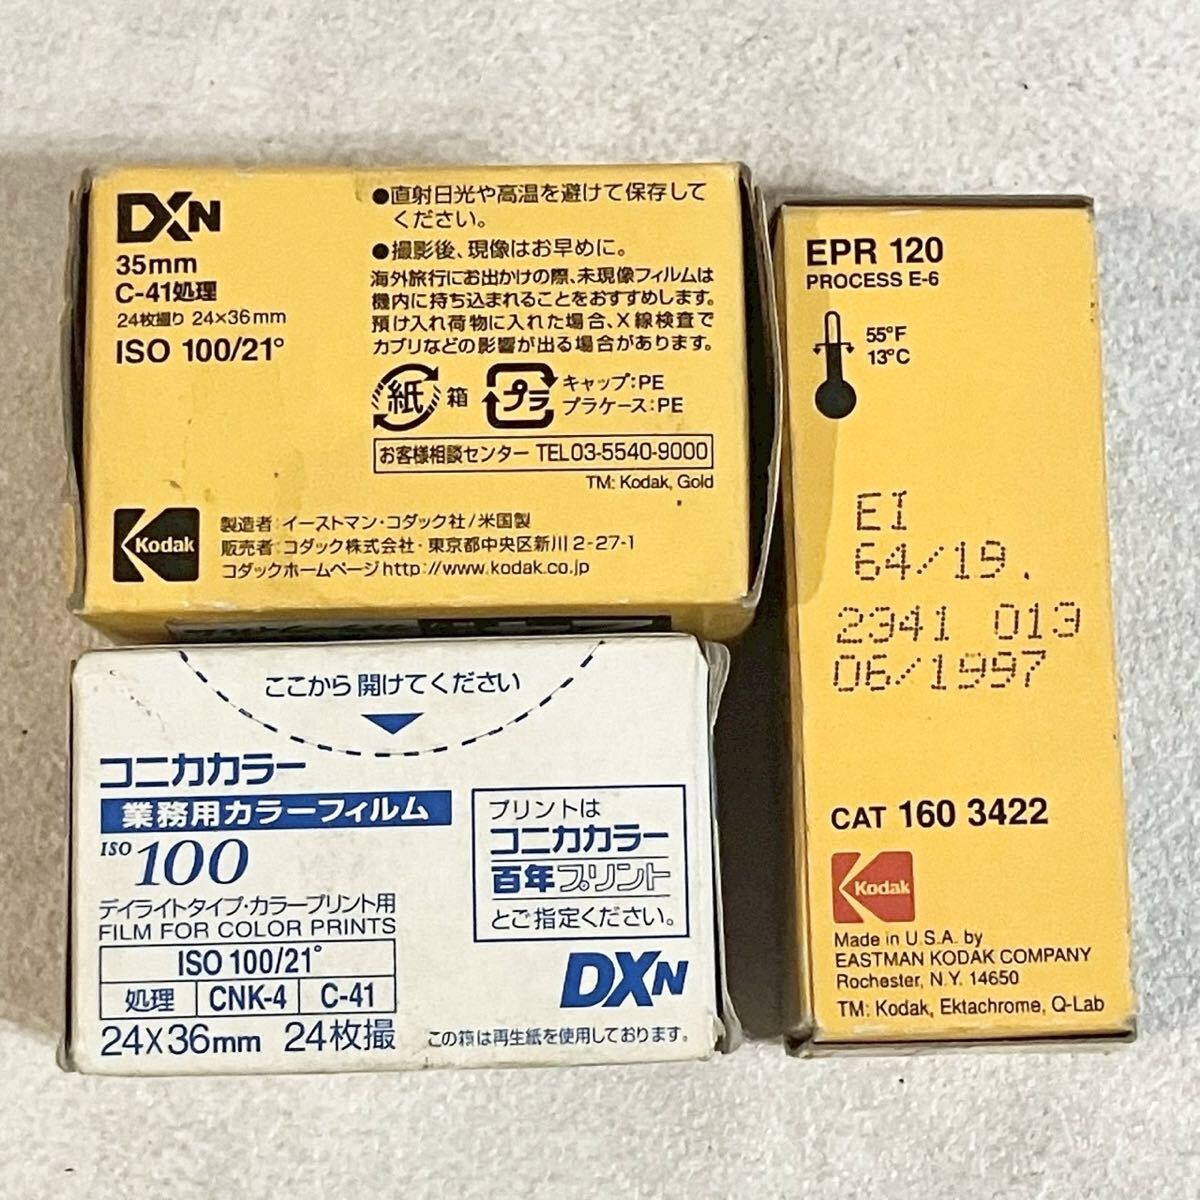 DXN
35mm
C-41処理
24枚撮り 24×36mm
ISO 100/21°
●直射日光や高温を避けて保存して
ください。
●撮影後、現像はお早めに。
海外旅行にお出かけの際、未現像フィルムは
機内に持ち込まれることをおすすめします。
預け入れ荷物に入れた場合、X線検査で
カブリなどの影響が出る場合があります。
紙 箱
プラ
キャップ:PE
プラケース:PE
お客様相談センター TEL03-5540-9000
TM: Kodak, Gold
Kodak
製造者:イーストマン・コダック社/米国製
販売者:コダック株式会社・東京都中央区新川2-27-1
コダックホームページhttp://www.kodak.co.jp
ここから開けてください
コニカカラー
業務用カラーフィルム
ISO 100
デイライトタイプ・カラープリント用
FILM FOR COLOR PRINTS
ISO 100/21°
処理 CNK-4 C-41
24×36mm 24枚撮
プリントは
コニカカラー
百年プリント
とご指定ください。
DXN
この箱は再生紙を使用しております。
EPR 120
PROCESS E-6
55°F
13°C
EI
64/19.
2341 013
06/1997
CAT 160 3422
Kodak
Made in U.S.A. by
EASTMAN KODAK COMPANY
Rochester, N.Y. 14650
TM: Kodak, Ektachrome, Q-Lab